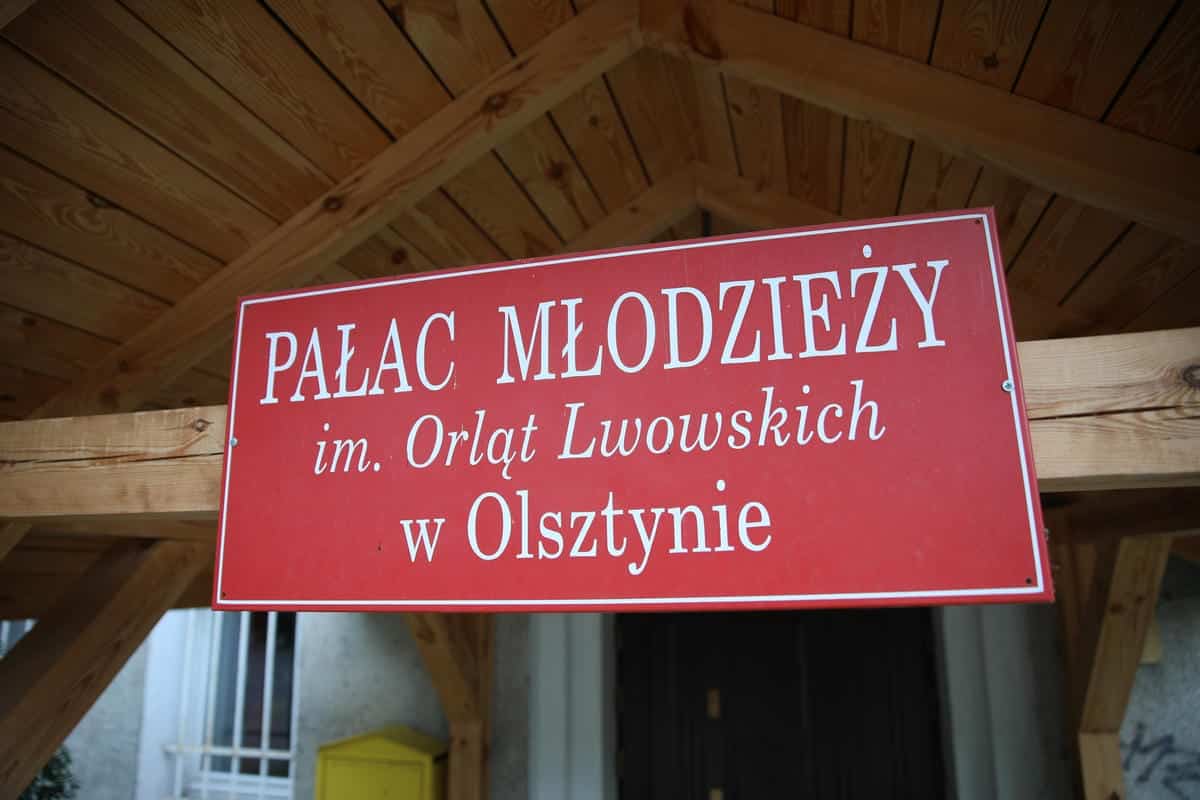 PAŁAC MŁODZIEŻY
im. Orląt Lwowskich
w Olsztynie